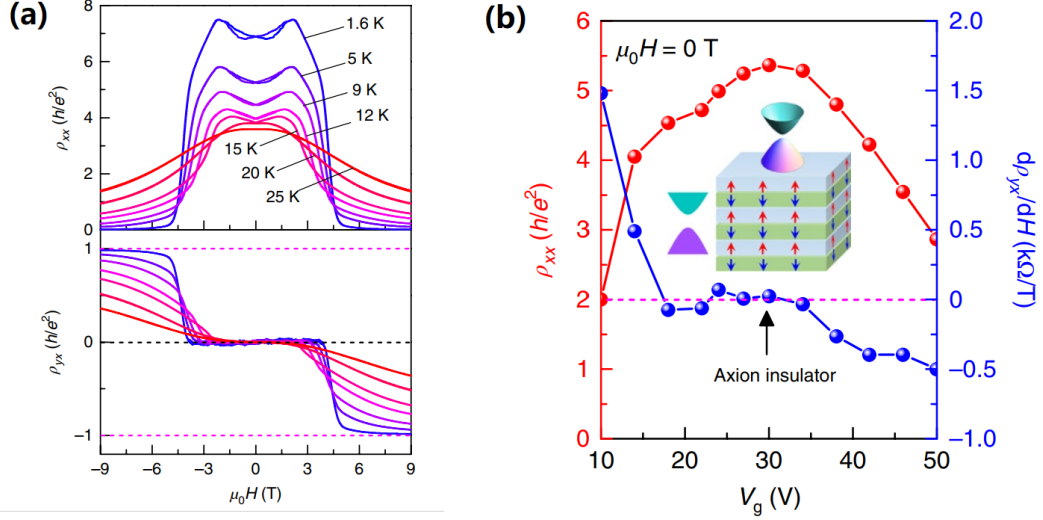 (a)
8
6
4
2
0
ρxx (h/e²)
1.6 K
5 K
9 K
12 K
15 K
20 K
25 K
1
0
−1
ρyx (h/e²)
−9 −6 −3 0 3 6 9
μ₀H (T)
(b)
6
5
4
3
2
1
0
ρxx (h/e²)
μ₀H = 0 T
Axion insulator
2.0
1.5
1.0
0.5
0
−0.5
−1.0
dρyx/dH (kΩ/T)
10 20 30 40 50
Vg (V)